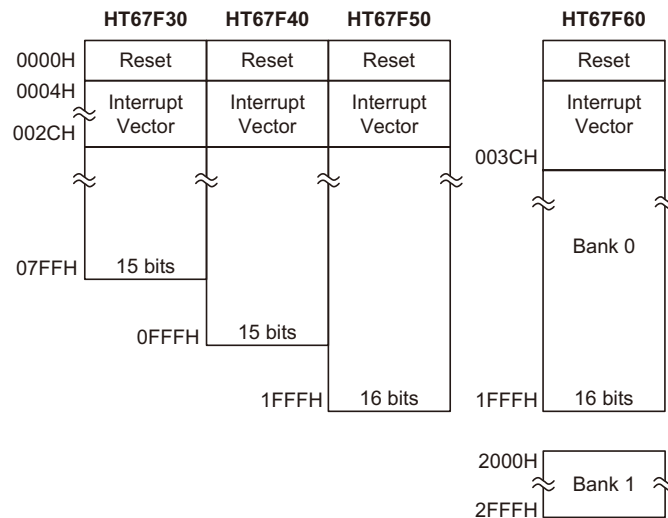 HT67F30 HT67F40 HT67F50 HT67F60
0000H Reset Reset Reset Reset
0004H
Interrupt Vector Interrupt Vector Interrupt Vector Interrupt Vector
002CH
003CH
Bank 0
07FFH 15 bits
0FFFH 15 bits
1FFFH 16 bits 1FFFH 16 bits
2000H
Bank 1
2FFFH